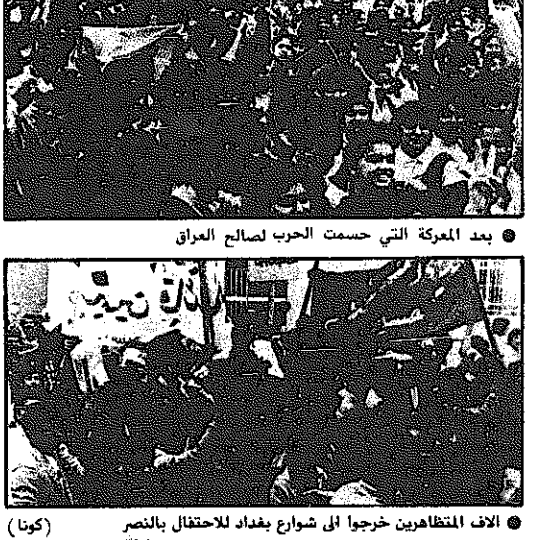 ● بعد المعركة التي حسمت الحرب لصالح العراق
● الاف المتظاهرين خرجوا الى شوارع بغداد للاحتفال بالنصر (كونا)